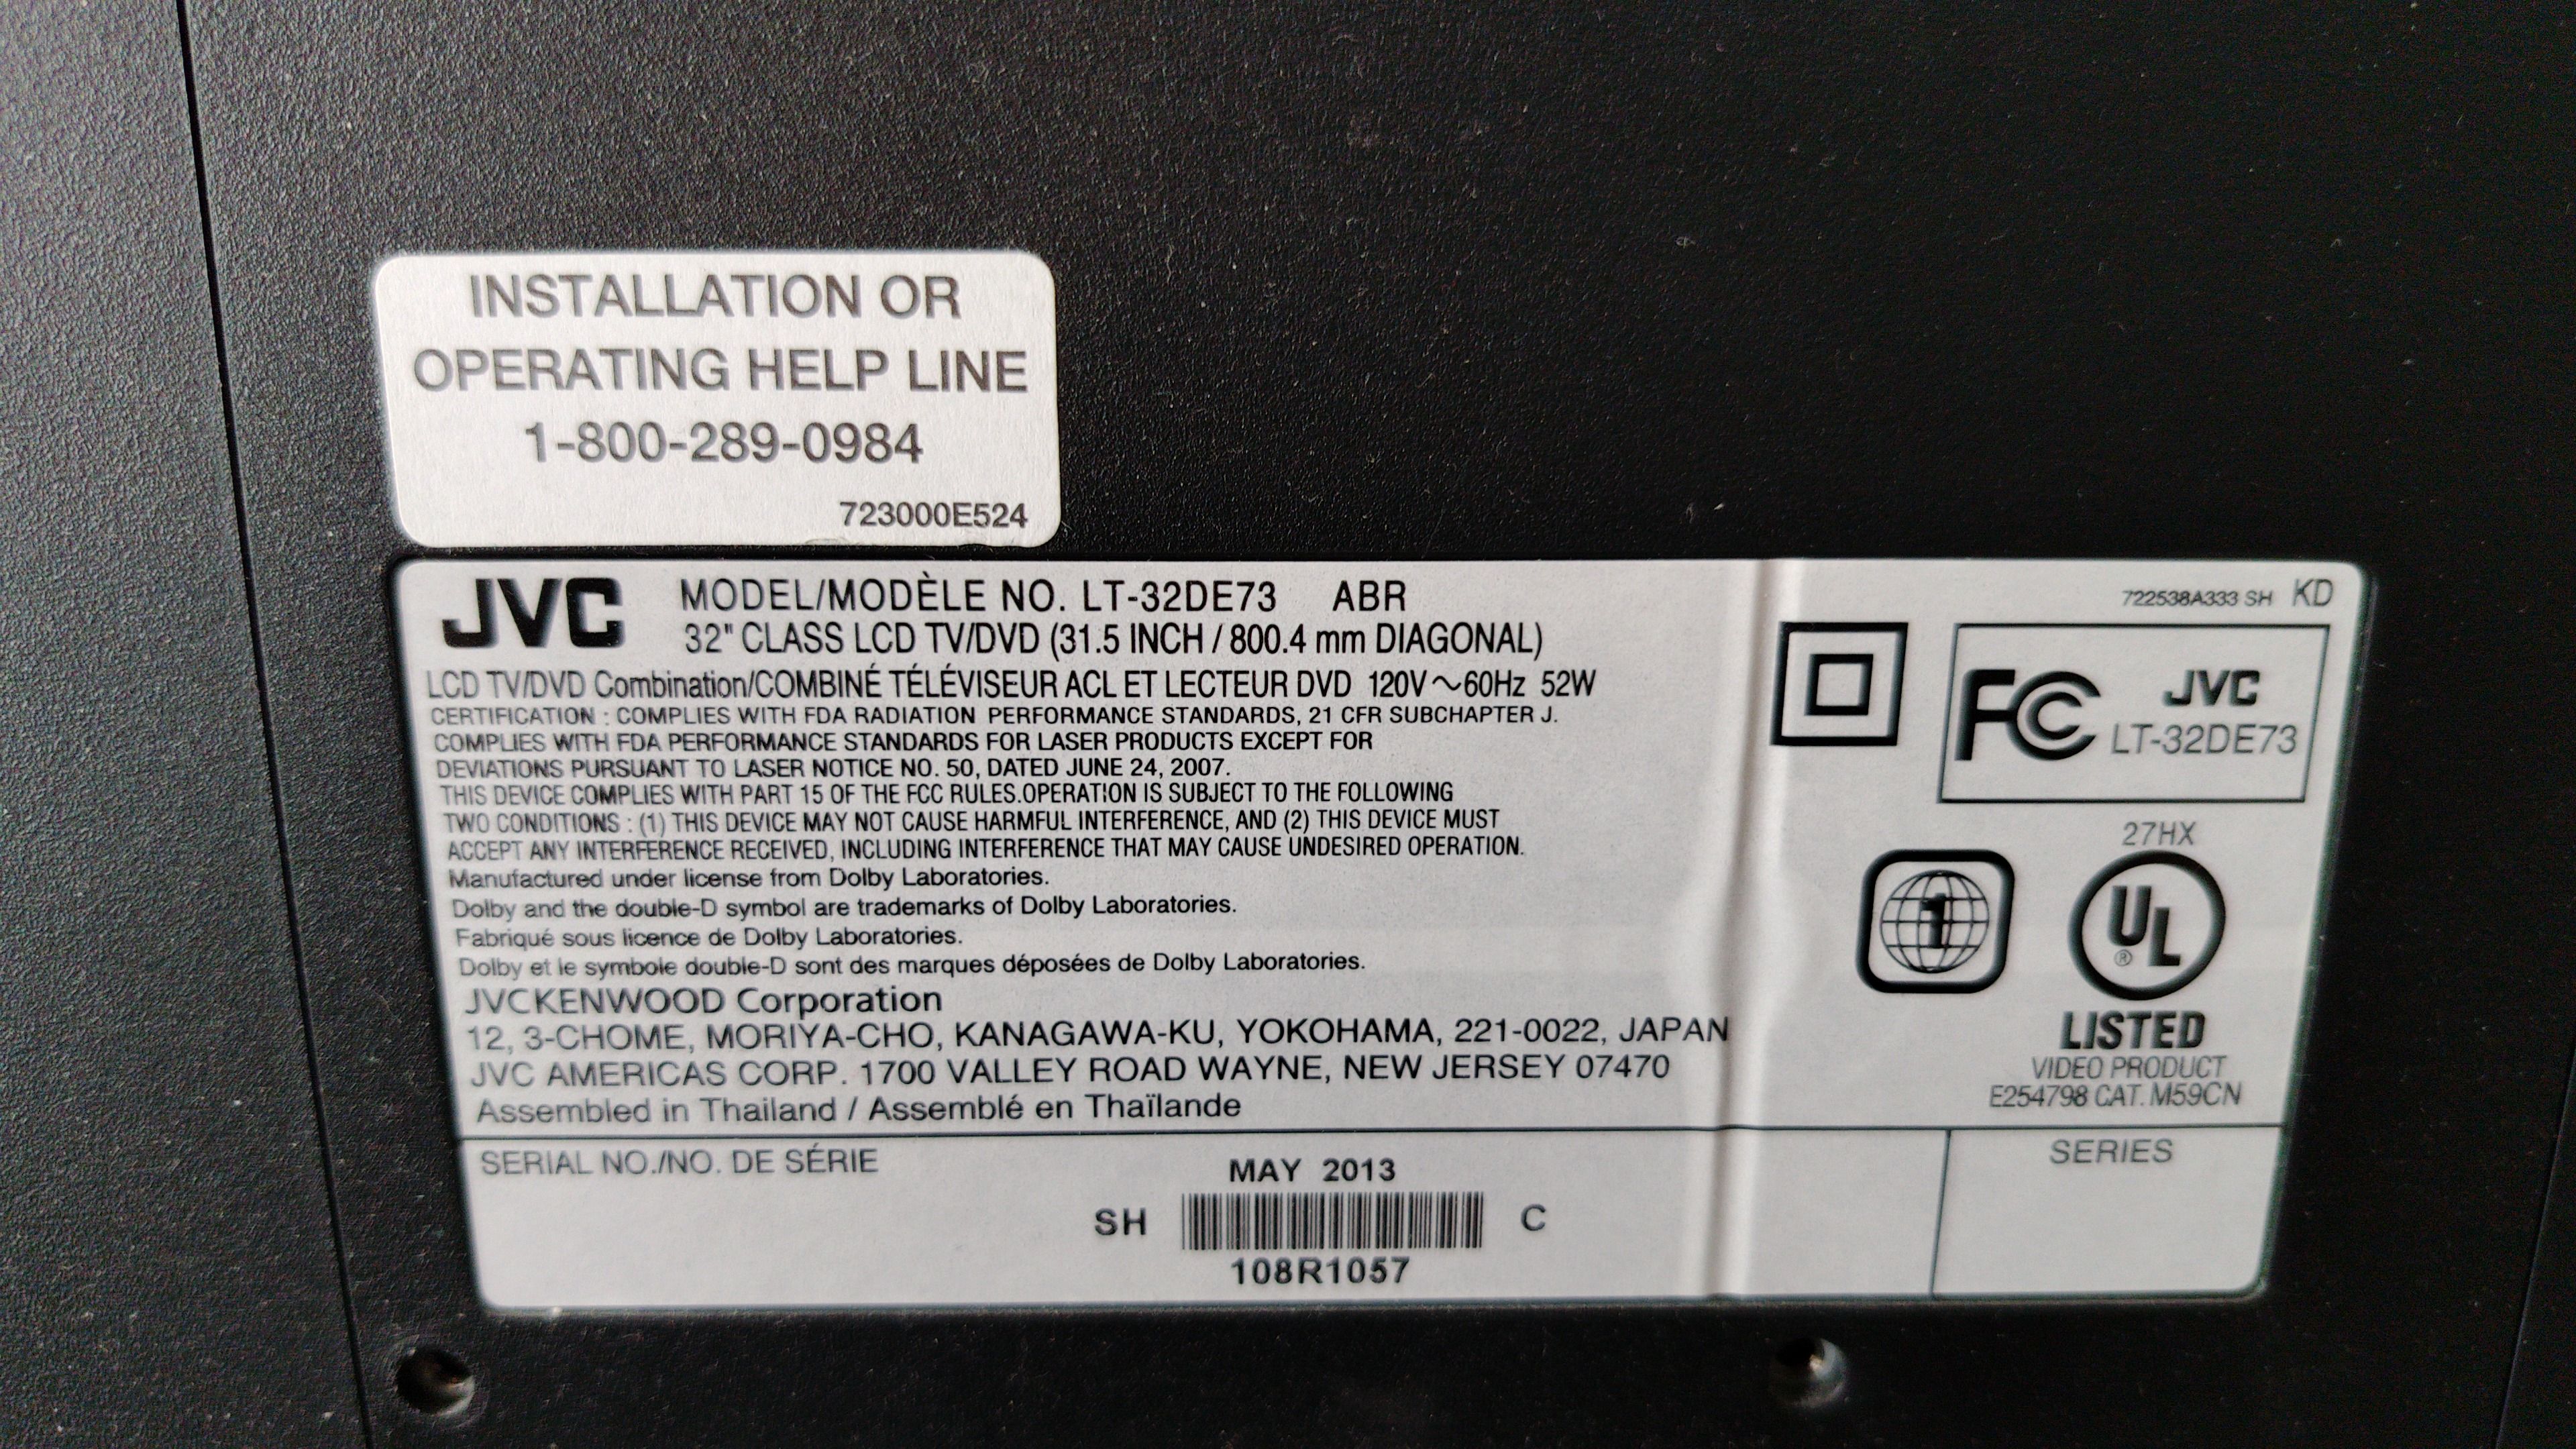 INSTALLATION OR
OPERATING HELP LINE
1-800-289-0984
723000E524
JVC MODEL/MODÈLE NO. LT-32DE73 ABR
32" CLASS LCD TV/DVD (31.5 INCH / 800.4 mm DIAGONAL)
LCD TV/DVD Combination/COMBINÉ TÉLÉVISEUR ACL ET LECTEUR DVD 120V~60Hz 52W
CERTIFICATION : COMPLIES WITH FDA RADIATION PERFORMANCE STANDARDS, 21 CFR SUBCHAPTER J.
COMPLIES WITH FDA PERFORMANCE STANDARDS FOR LASER PRODUCTS EXCEPT FOR
DEVIATIONS PURSUANT TO LASER NOTICE NO. 50, DATED JUNE 24, 2007.
THIS DEVICE COMPLIES WITH PART 15 OF THE FCC RULES.OPERATION IS SUBJECT TO THE FOLLOWING
TWO CONDITIONS : (1) THIS DEVICE MAY NOT CAUSE HARMFUL INTERFERENCE, AND (2) THIS DEVICE MUST
ACCEPT ANY INTERFERENCE RECEIVED, INCLUDING INTERFERENCE THAT MAY CAUSE UNDESIRED OPERATION.
Manufactured under license from Dolby Laboratories.
Dolby and the double-D symbol are trademarks of Dolby Laboratories.
Fabriqué sous licence de Dolby Laboratories.
Dolby et le symbole double-D sont des marques déposées de Dolby Laboratories.
JVCKENWOOD Corporation
12, 3-CHOME, MORIYA-CHO, KANAGAWA-KU, YOKOHAMA, 221-0022, JAPAN
JVC AMERICAS CORP. 1700 VALLEY ROAD WAYNE, NEW JERSEY 07470
Assembled in Thailand / Assemblé en Thaïlande
722538A333 SH KD
FC JVC
LT-32DE73
27HX
1
UL ®
LISTED
VIDEO PRODUCT
E254798 CAT. M59CN
SERIAL NO./NO. DE SÉRIE
MAY 2013
SH C
108R1057
SERIES